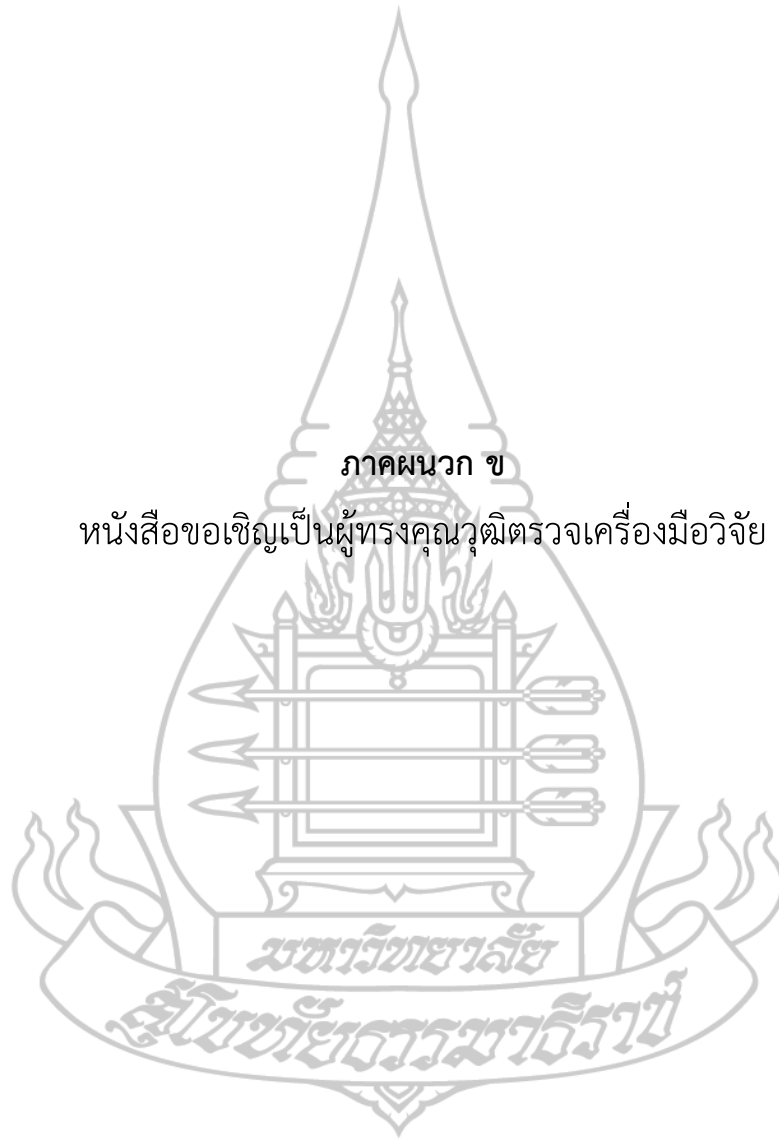 ภาคผนวก ข
หนังสือขอเชิญเป็นผู้ทรงคุณวุฒิตรวจเครื่องมือวิจัย
มหาวิทยาลัย
สุโขทัยธรรมาธิราช